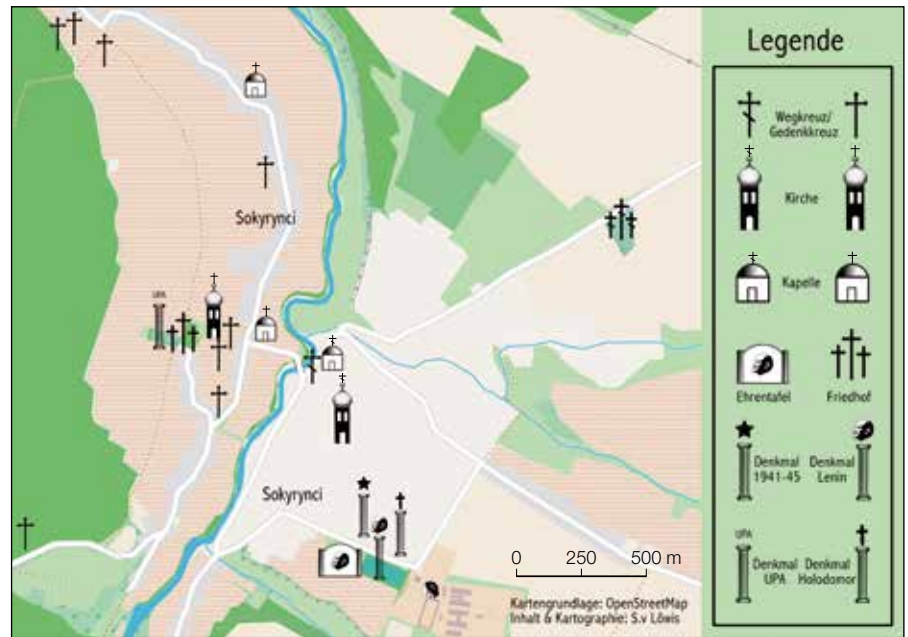 Sokyrynci
UPA
Sokyrynci
0 250 500 m
Kartengrundlage: OpenStreetMap
Inhalt & Kartographie: S.v Löwis
Legende
Wegkreuz/
Gedenkkreuz
Kirche
Kapelle
Ehrentafel Friedhof
Denkmal Denkmal
1941-45 Lenin
UPA
Denkmal Denkmal
UPA Holodomor